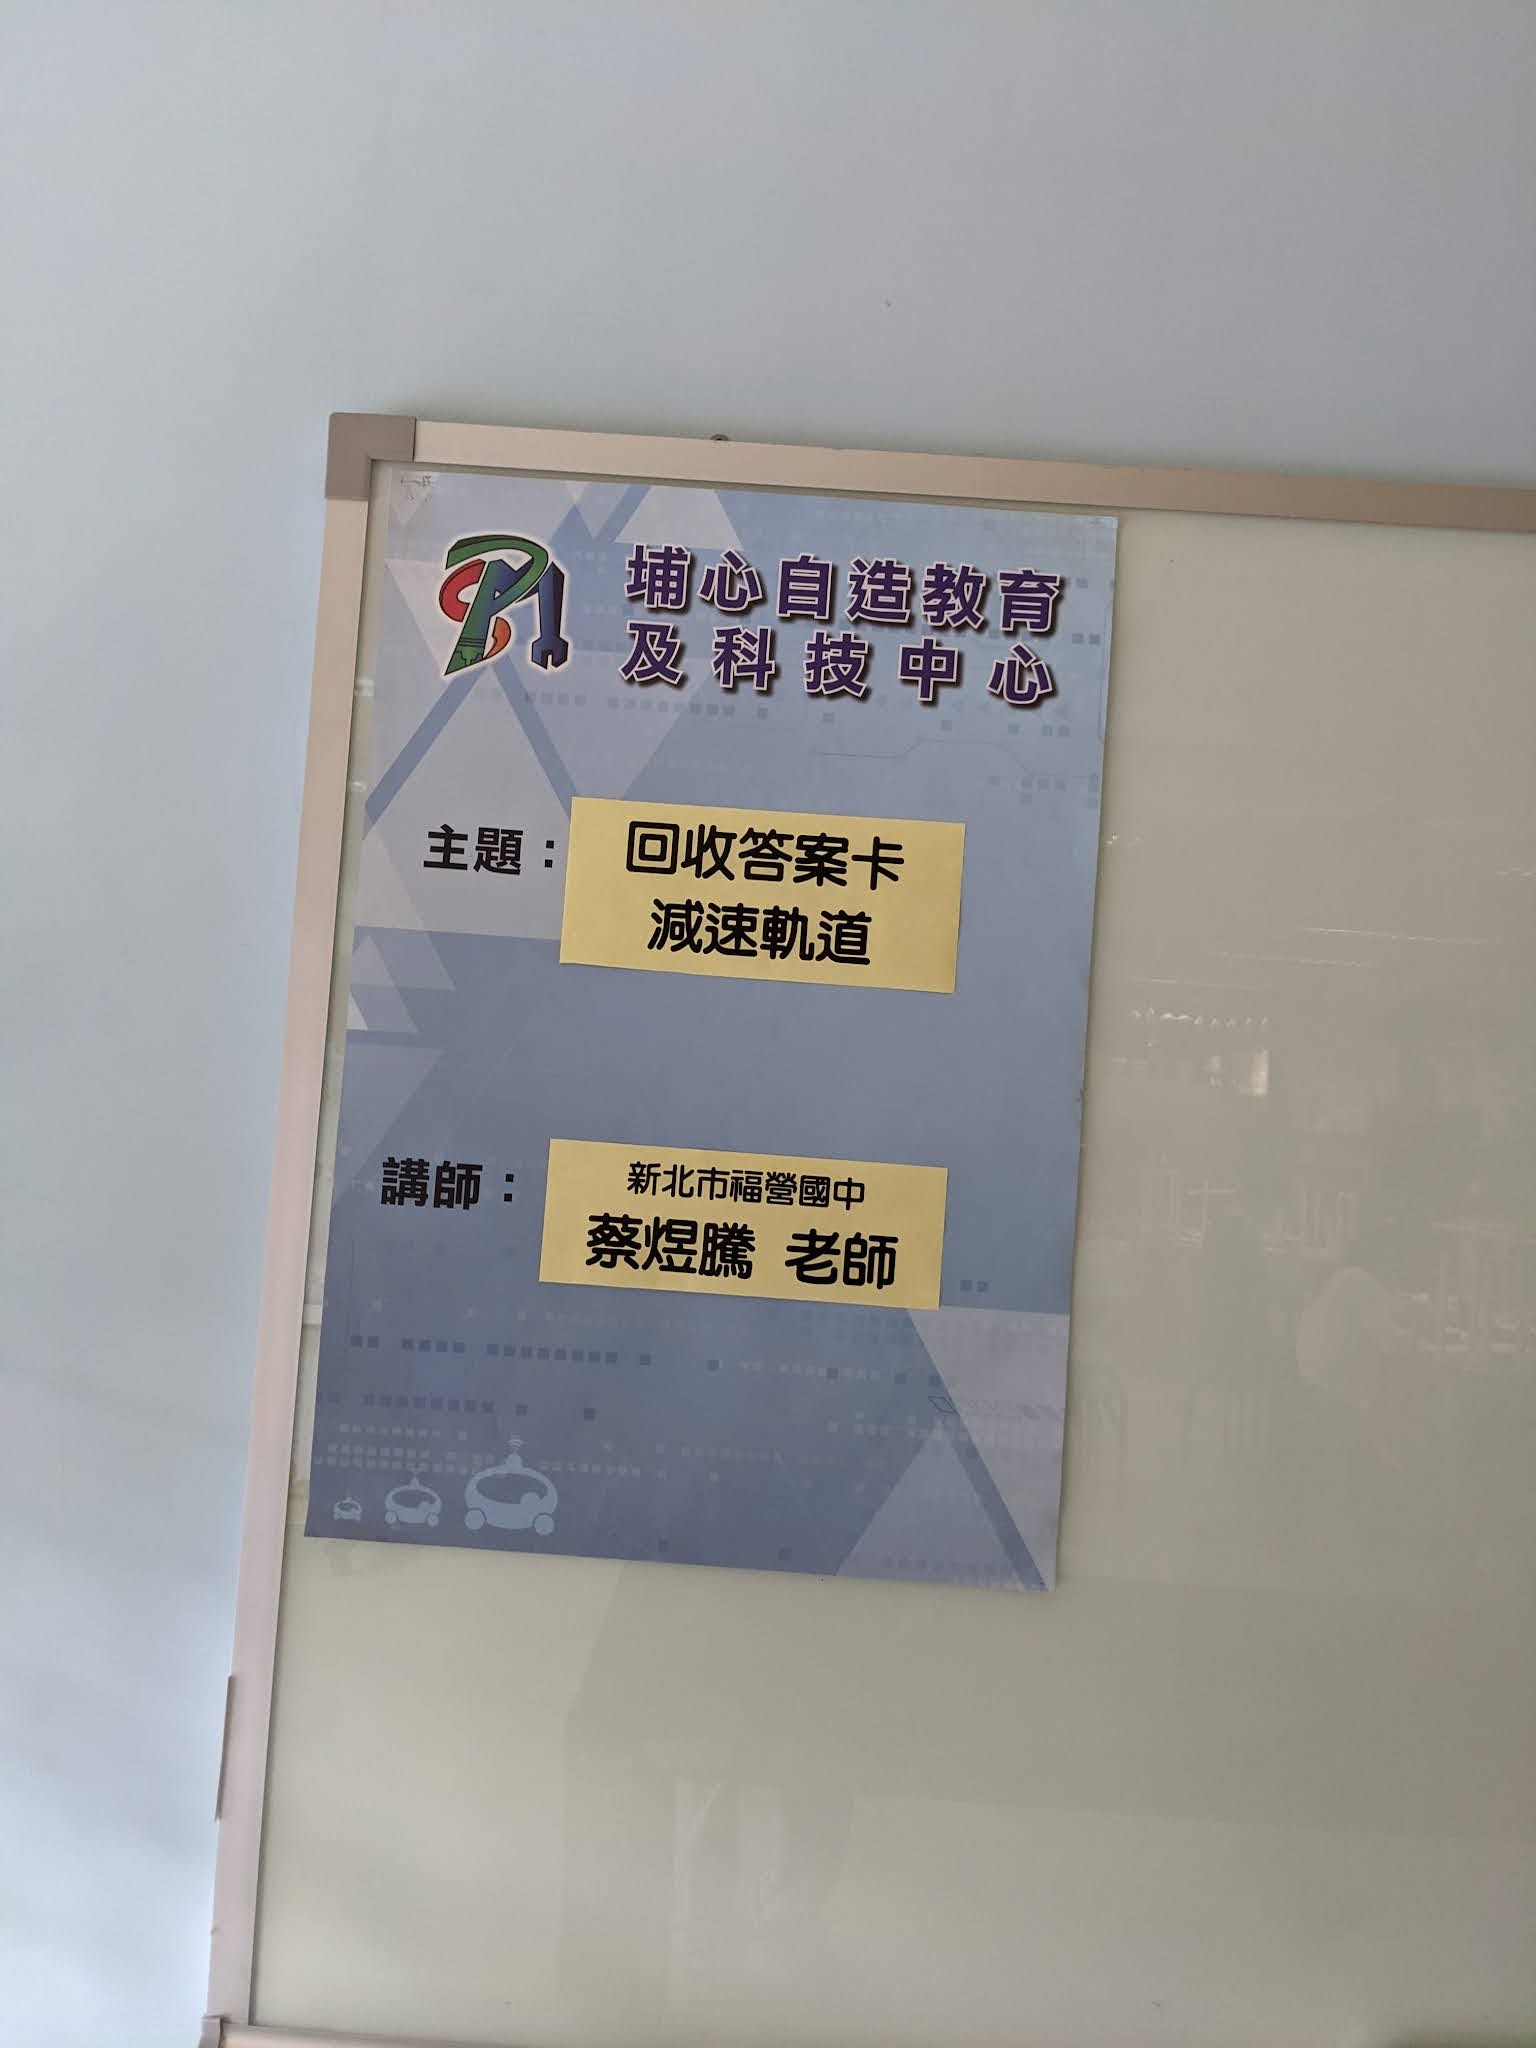 埔心自造教育
及科技中心
主題：
回收答案卡
減速軌道
講師：
新北市福營國中
蔡煜騰 老師